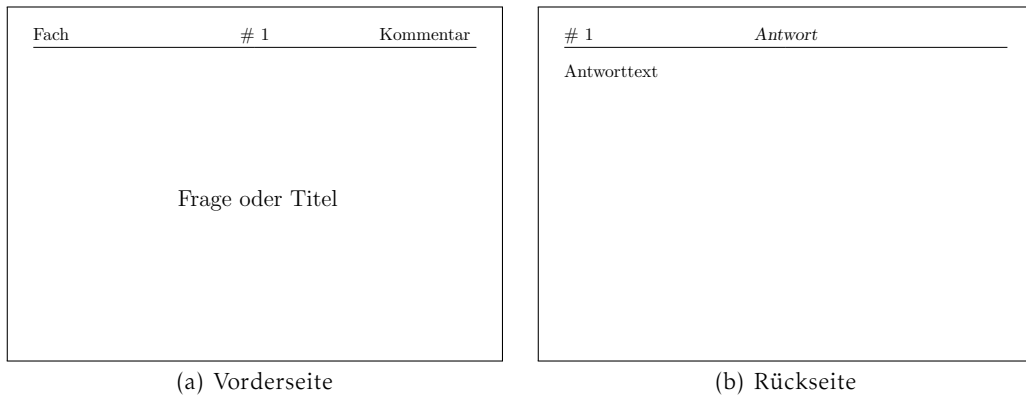 Fach # 1 Kommentar
Frage oder Titel
(a) Vorderseite
# 1 Antwort
Antworttext
(b) Rückseite